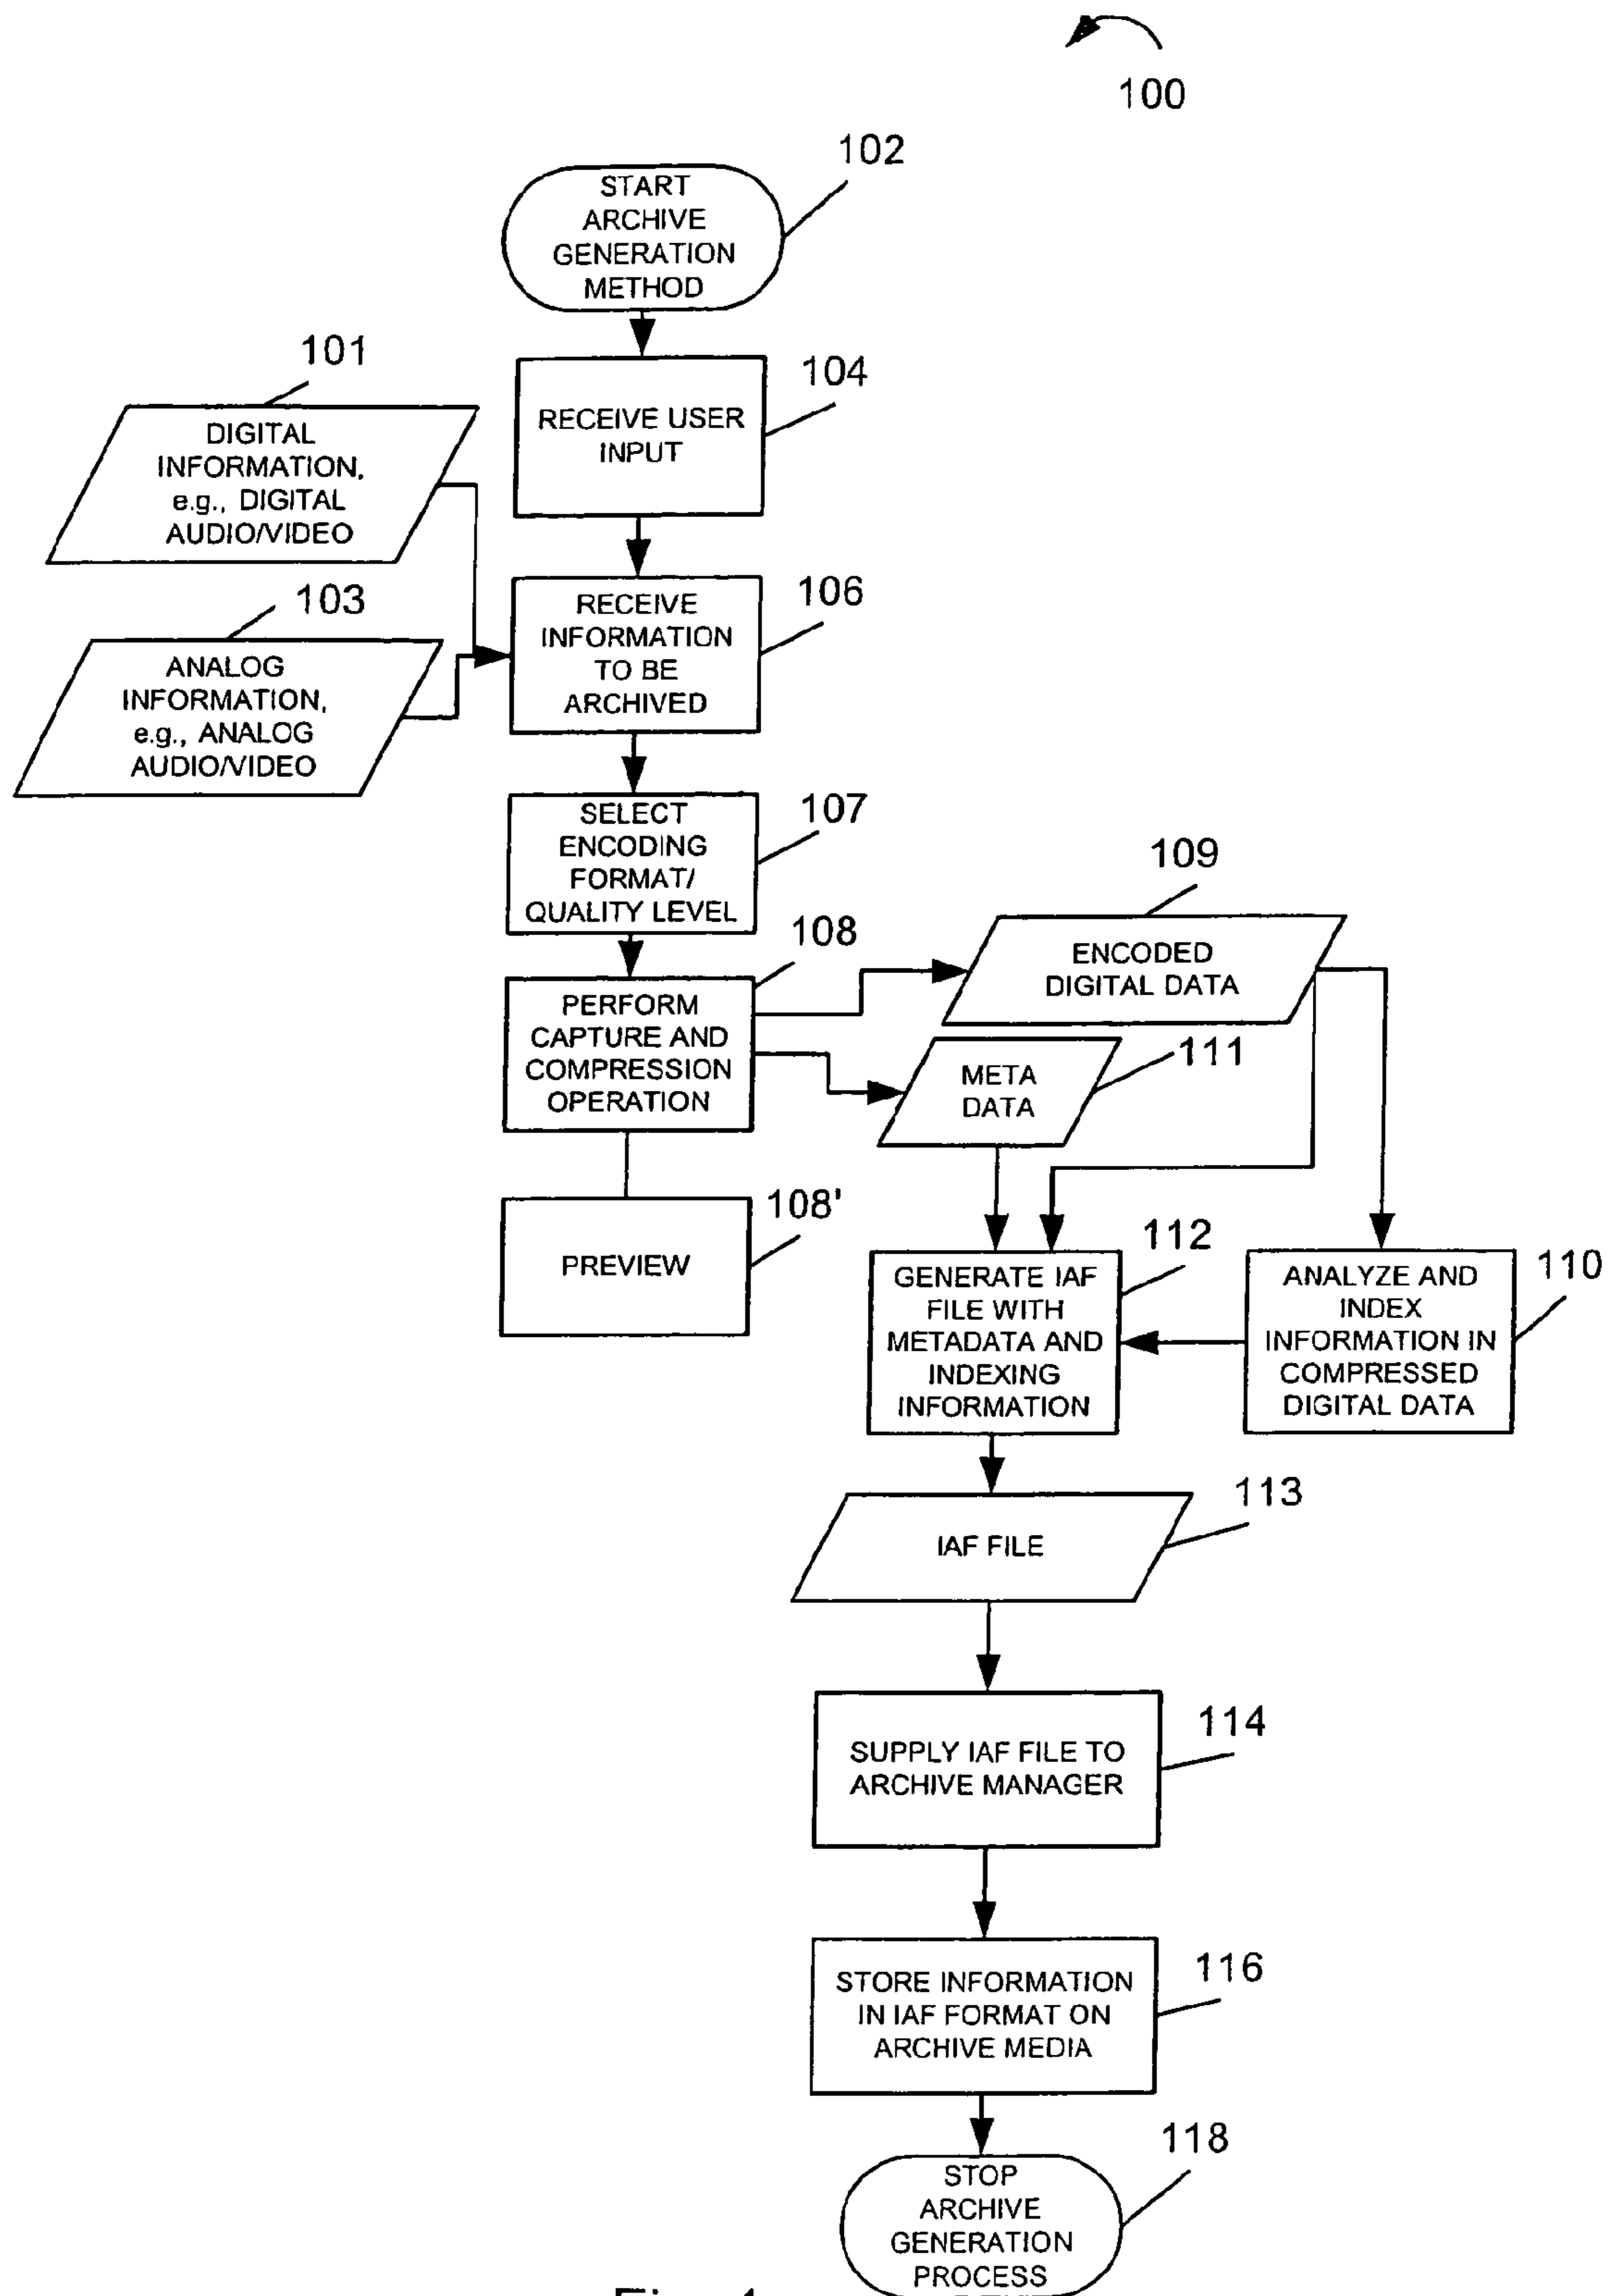 100
102
START
ARCHIVE
GENERATION
METHOD
101
DIGITAL
INFORMATION,
e.g., DIGITAL
AUDIO/VIDEO
104
RECEIVE USER
INPUT
103
ANALOG
INFORMATION,
e.g., ANALOG
AUDIO/VIDEO
106
RECEIVE
INFORMATION
TO BE
ARCHIVED
107
SELECT
ENCODING
FORMAT/
QUALITY LEVEL
108
PERFORM
CAPTURE AND
COMPRESSION
OPERATION
109
ENCODED
DIGITAL DATA
111
META
DATA
108'
PREVIEW
112
GENERATE IAF
FILE WITH
METADATA AND
INDEXING
INFORMATION
110
ANALYZE AND
INDEX
INFORMATION IN
COMPRESSED
DIGITAL DATA
113
IAF FILE
114
SUPPLY IAF FILE TO
ARCHIVE MANAGER
116
STORE INFORMATION
IN IAF FORMAT ON
ARCHIVE MEDIA
118
STOP
ARCHIVE
GENERATION
PROCESS